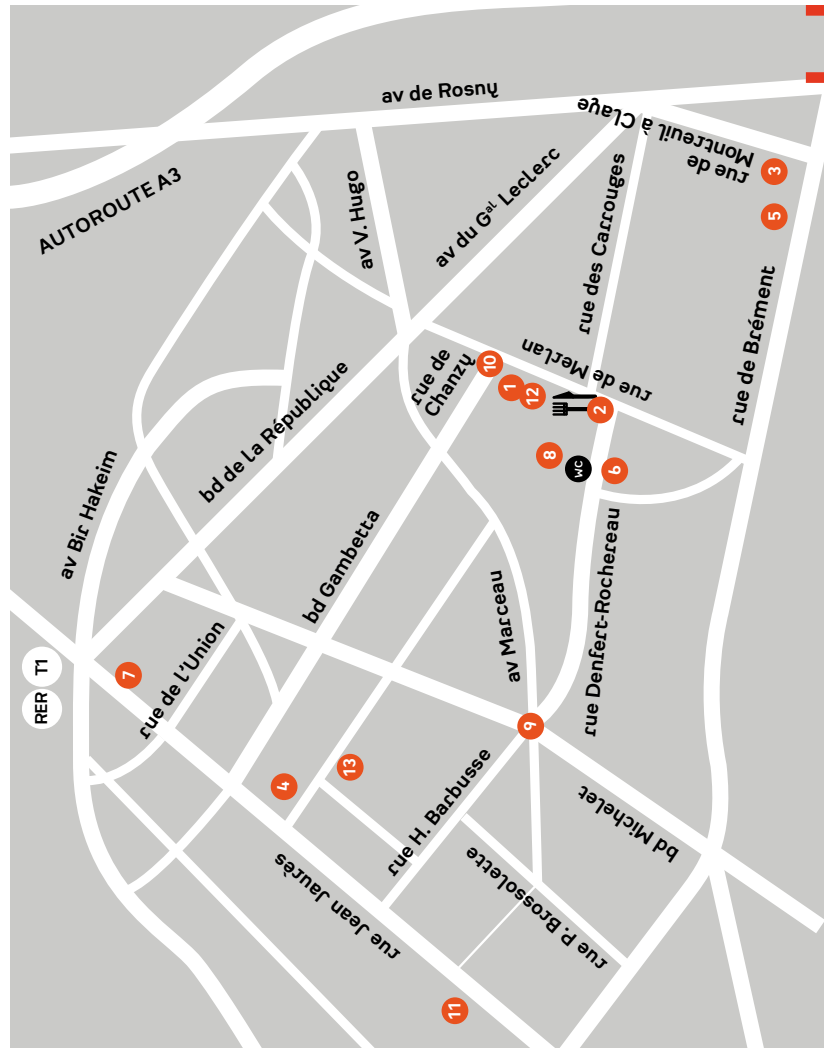 av de Rosny
rue de
Montreuil à Claye
AUTOROUTE A3
av V. Hugo
av du Gal Leclerc
rue des Carrouges
3
5
rue de Brément
rue de Merlan
rue de
Chanzy
10
1
12
2
bd de la République
8
WC
6
av Bir Hakeim
bd Gambetta
rue Denfert-Rochereau
av Marceau
RER
T1
7
rue de l'Union
9
4
13
rue H. Barbusse
bd Michelet
rue Jean Jaurès
rue P. Brossolette
11